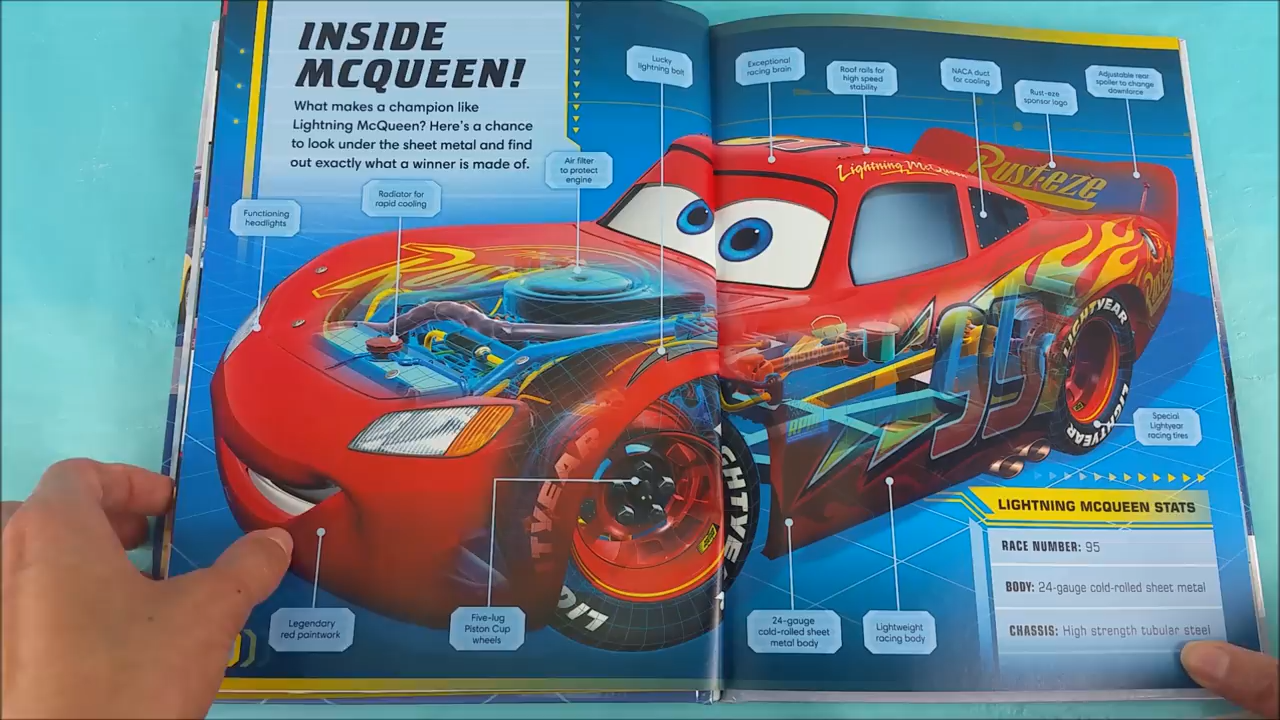 INSIDE
MCQUEEN!
What makes a champion like
Lightning McQueen? Here's a chance
to look under the sheet metal and find
out exactly what a winner is made of.
Functioning
headlights
Radiator for
rapid cooling
Air filter
to protect
engine
Lucky
lightning bolt
Exceptional
racing brain
Roof rails for
high speed
stability
NACA duct
for cooling
Rust-eze
sponsor logo
Adjustable rear
spoiler to change
downforce
Lightning McQueen
Rust-eze
95
LIGHTYEAR
LIGHTYEAR
Special
Lightyear
racing tires
Legendary
red paintwork
Five-lug
Piston Cup
wheels
24-gauge
cold-rolled sheet
metal body
Lightweight
racing body
LIGHTNING MCQUEEN STATS
RACE NUMBER: 95
BODY: 24-gauge cold-rolled sheet metal
CHASSIS: High strength tubular steel